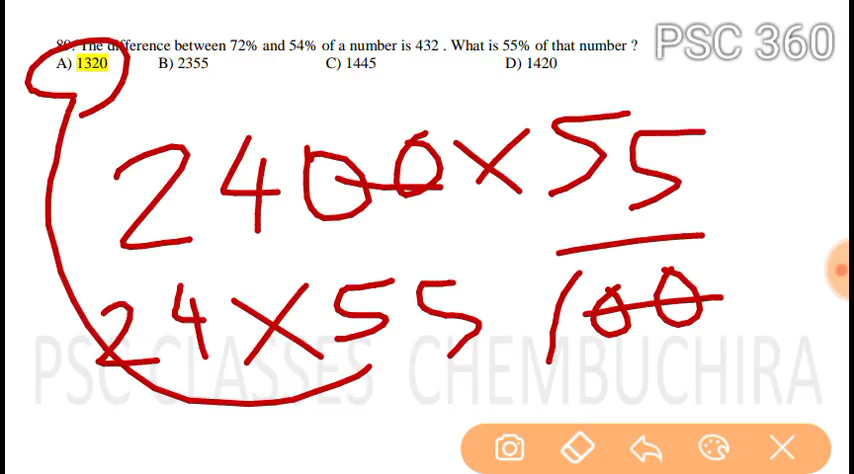 80. The difference between 72% and 54% of a number is 432 . What is 55% of that number ?
PSC 360
A) 1320 B) 2355 C) 1445 D) 1420
2400 × 55
100
24 × 55
PSC CLASSES CHEMBUCHIRA